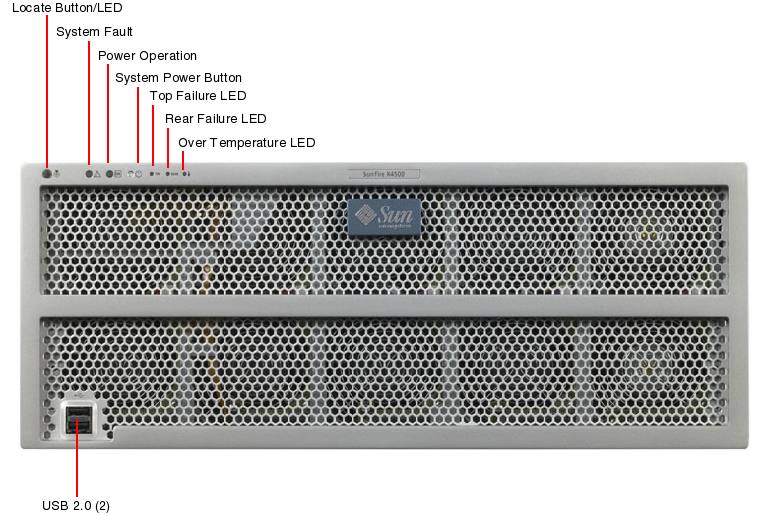 Locate Button/LED
System Fault
Power Operation
System Power Button
Top Failure LED
Rear Failure LED
Over Temperature LED
SunFire X4500
Sun
microsystems
USB 2.0 (2)